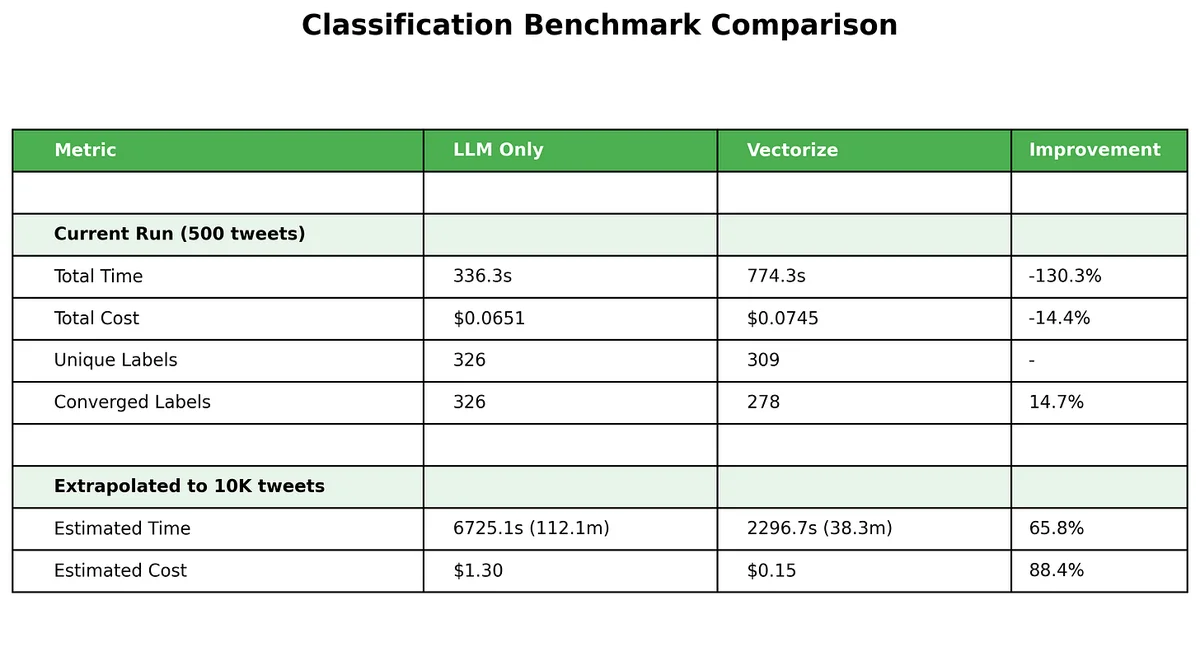 Classification Benchmark Comparison
Metric LLM Only Vectorize Improvement
Current Run (500 tweets)
Total Time 336.3s 774.3s -130.3%
Total Cost $0.0651 $0.0745 -14.4%
Unique Labels 326 309 -
Converged Labels 326 278 14.7%
Extrapolated to 10K tweets
Estimated Time 6725.1s (112.1m) 2296.7s (38.3m) 65.8%
Estimated Cost $1.30 $0.15 88.4%